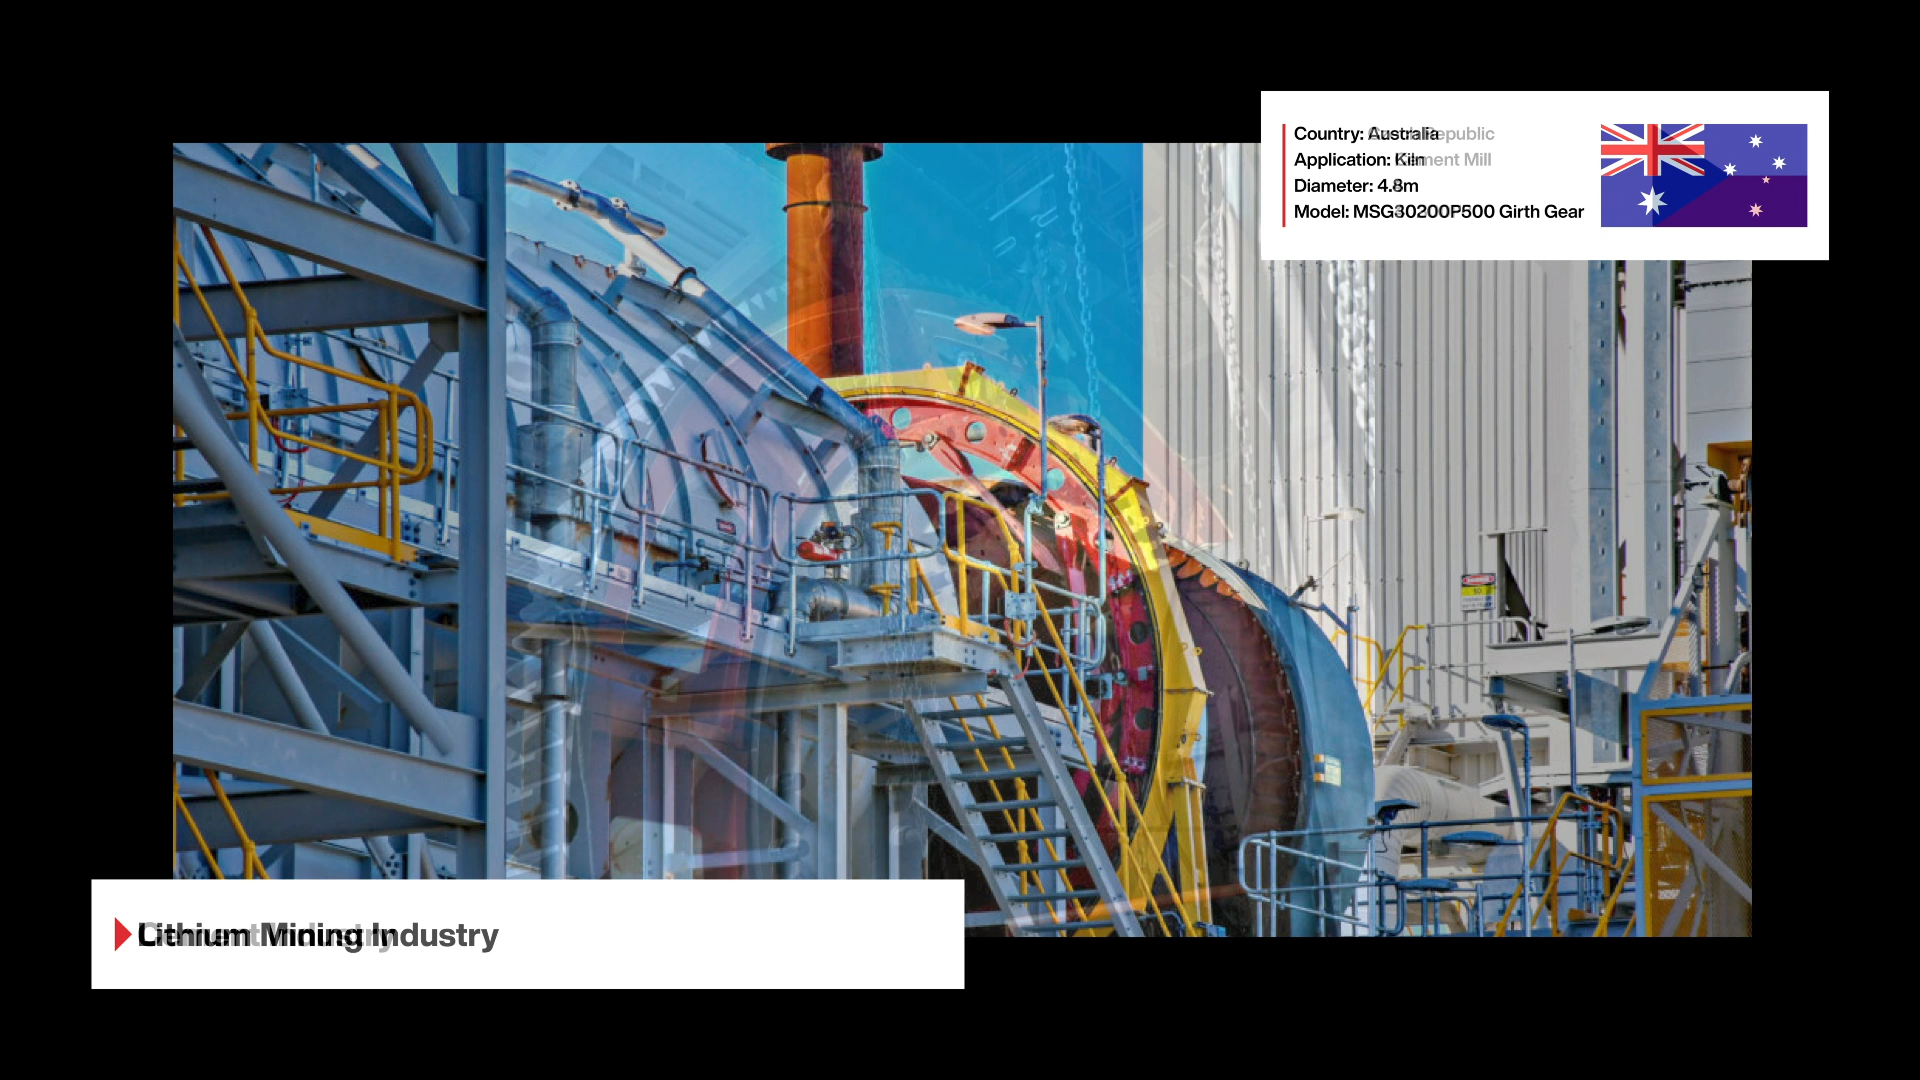 Country: Australia
Application: Kiln
Diameter: 4.8m
Model: MSG30200P500 Girth Gear
Lithium Mining Industry